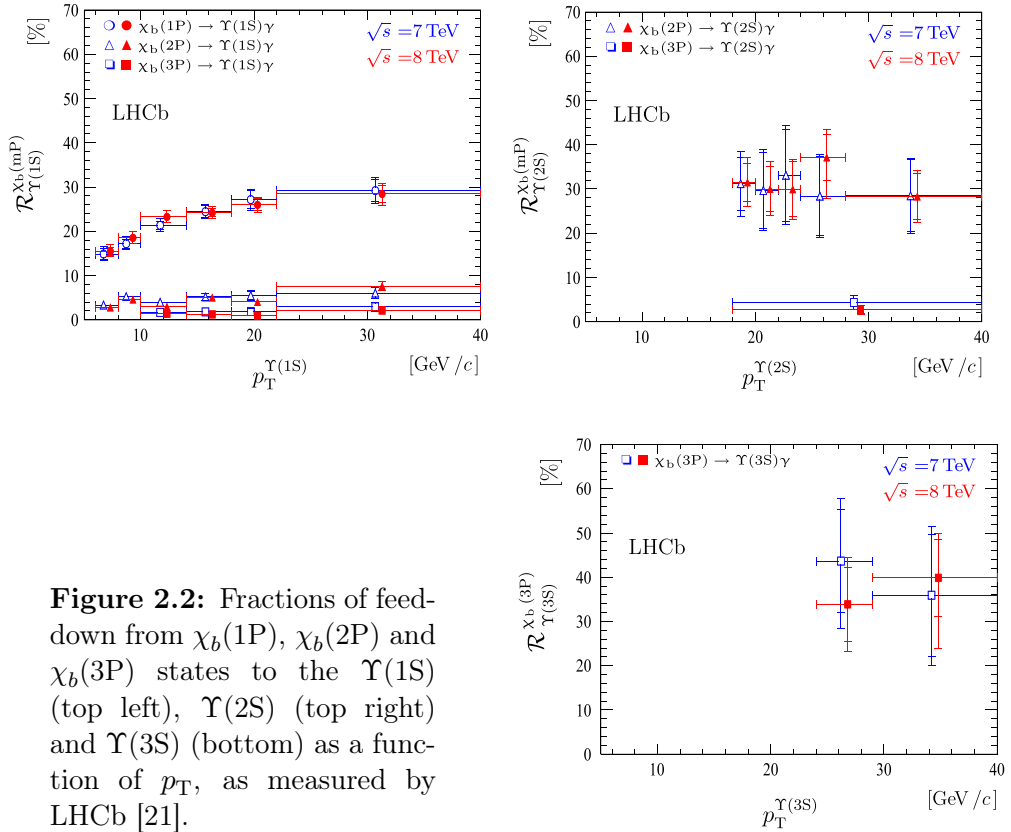 [%]
χb(1P) → Υ(1S)γ
χb(2P) → Υ(1S)γ
χb(3P) → Υ(1S)γ
√s =7 TeV
√s =8 TeV
LHCb
R^χb(mP)_Υ(1S)
70
60
50
40
30
20
10
0
10 20 30 40
p_T^Υ(1S) [GeV/c]
[%]
χb(2P) → Υ(2S)γ
χb(3P) → Υ(2S)γ
√s =7 TeV
√s =8 TeV
LHCb
R^χb(mP)_Υ(2S)
70
60
50
40
30
20
10
0
10 20 30 40
p_T^Υ(2S) [GeV/c]
[%]
χb(3P) → Υ(3S)γ
√s =7 TeV
√s =8 TeV
LHCb
R^χb(3P)_Υ(3S)
70
60
50
40
30
20
10
0
10 20 30 40
p_T^Υ(3S) [GeV/c]
Figure 2.2: Fractions of feed-
down from χb(1P), χb(2P) and
χb(3P) states to the Υ(1S)
(top left), Υ(2S) (top right)
and Υ(3S) (bottom) as a func-
tion of pT, as measured by
LHCb [21].